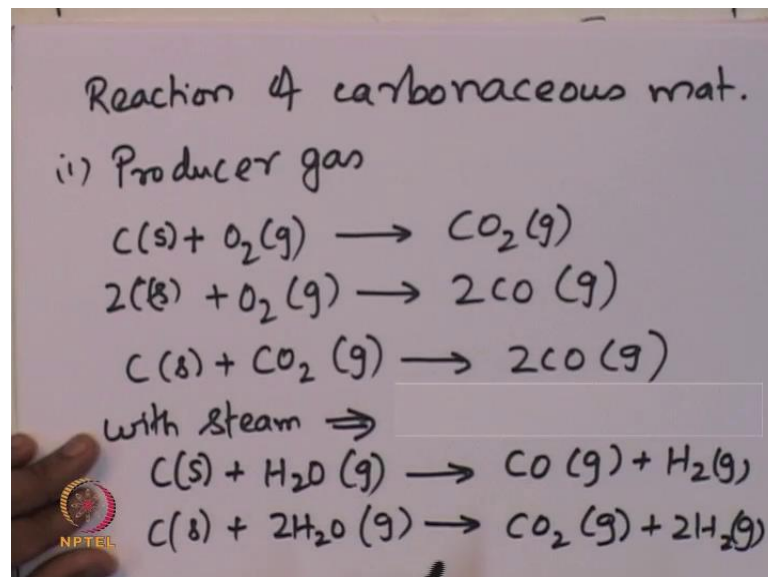 Reaction of carbonaceous mat.
(i) Producer gas
C(s) + O₂(g) ⟶ CO₂(g)
2C(s) + O₂(g) ⟶ 2CO(g)
C(s) + CO₂(g) ⟶ 2CO(g)
with steam ⇒
C(s) + H₂O(g) ⟶ CO(g) + H₂(g)
C(s) + 2H₂O(g) ⟶ CO₂(g) + 2H₂(g)
NPTEL